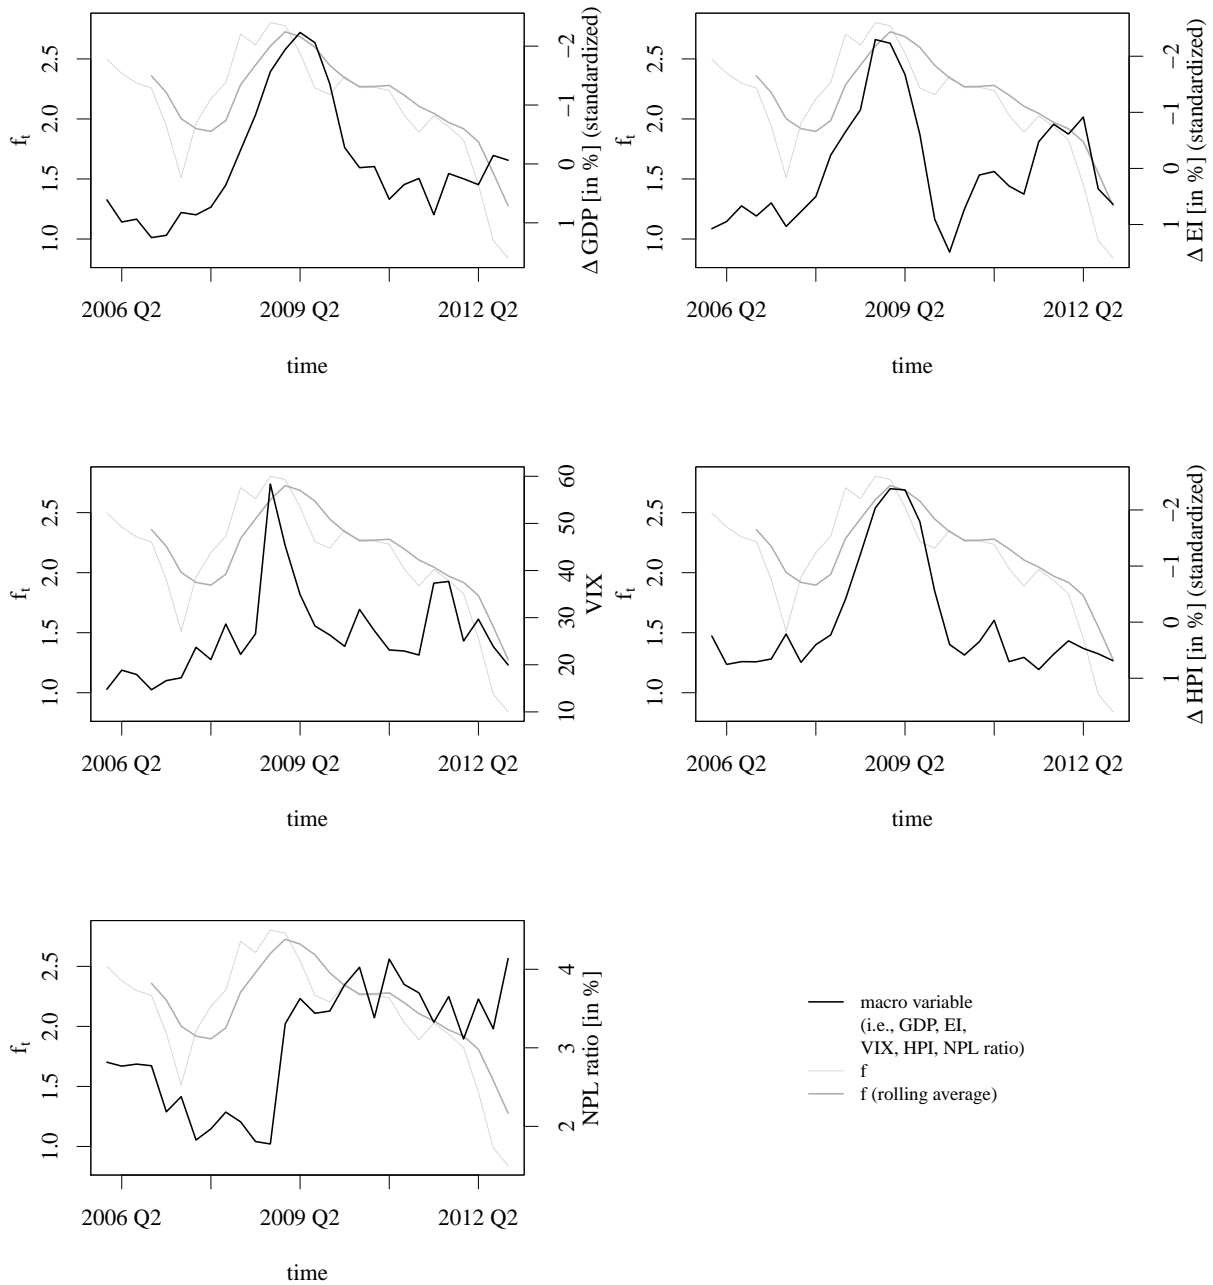 f_t
1.0 1.5 2.0 2.5
−2 −1 0 1
Δ GDP [in %] (standardized)
2006 Q2 2009 Q2 2012 Q2
time
f_t
1.0 1.5 2.0 2.5
−2 −1 0 1
Δ EI [in %] (standardized)
2006 Q2 2009 Q2 2012 Q2
time
f_t
1.0 1.5 2.0 2.5
10 20 30 40 50 60
VIX
2006 Q2 2009 Q2 2012 Q2
time
f_t
1.0 1.5 2.0 2.5
−2 −1 0 1
Δ HPI [in %] (standardized)
2006 Q2 2009 Q2 2012 Q2
time
f_t
1.0 1.5 2.0 2.5
2 3 4
NPL ratio [in %]
2006 Q2 2009 Q2 2012 Q2
time
macro variable
(i.e., GDP, EI,
VIX, HPI, NPL ratio)
f
f (rolling average)